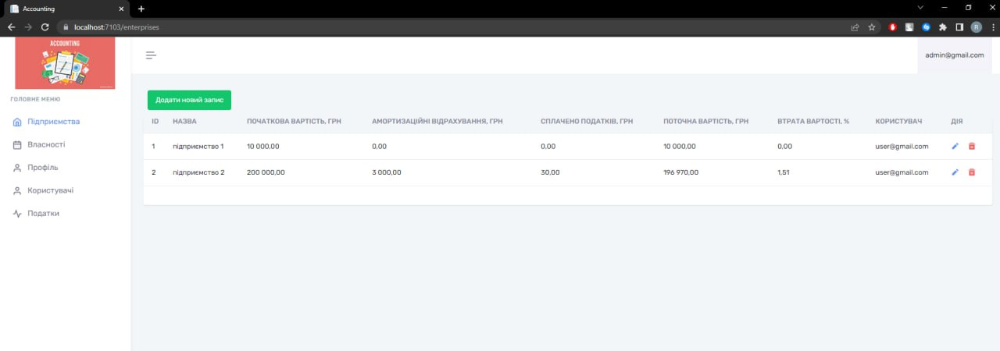 Accounting
localhost:7103/enterprises
R
ACCOUNTING
admin@gmail.com
ГОЛОВНЕ МЕНЮ
Підприємства
Власності
Профіль
Користувачі
Податки
Додати новий запис
ID НАЗВА ПОЧАТКОВА ВАРТІСТЬ, ГРН АМОРТИЗАЦІЙНІ ВІДРАХУВАННЯ, ГРН СПЛАЧЕНО ПОДАТКІВ, ГРН ПОТОЧНА ВАРТІСТЬ, ГРН ВТРАТА ВАРТОСТІ, % КОРИСТУВАЧ ДІЯ
1 підприємство 1 10 000,00 0,00 0,00 10 000,00 0,00 user@gmail.com
2 підприємство 2 200 000,00 3 000,00 30,00 196 970,00 1,51 user@gmail.com